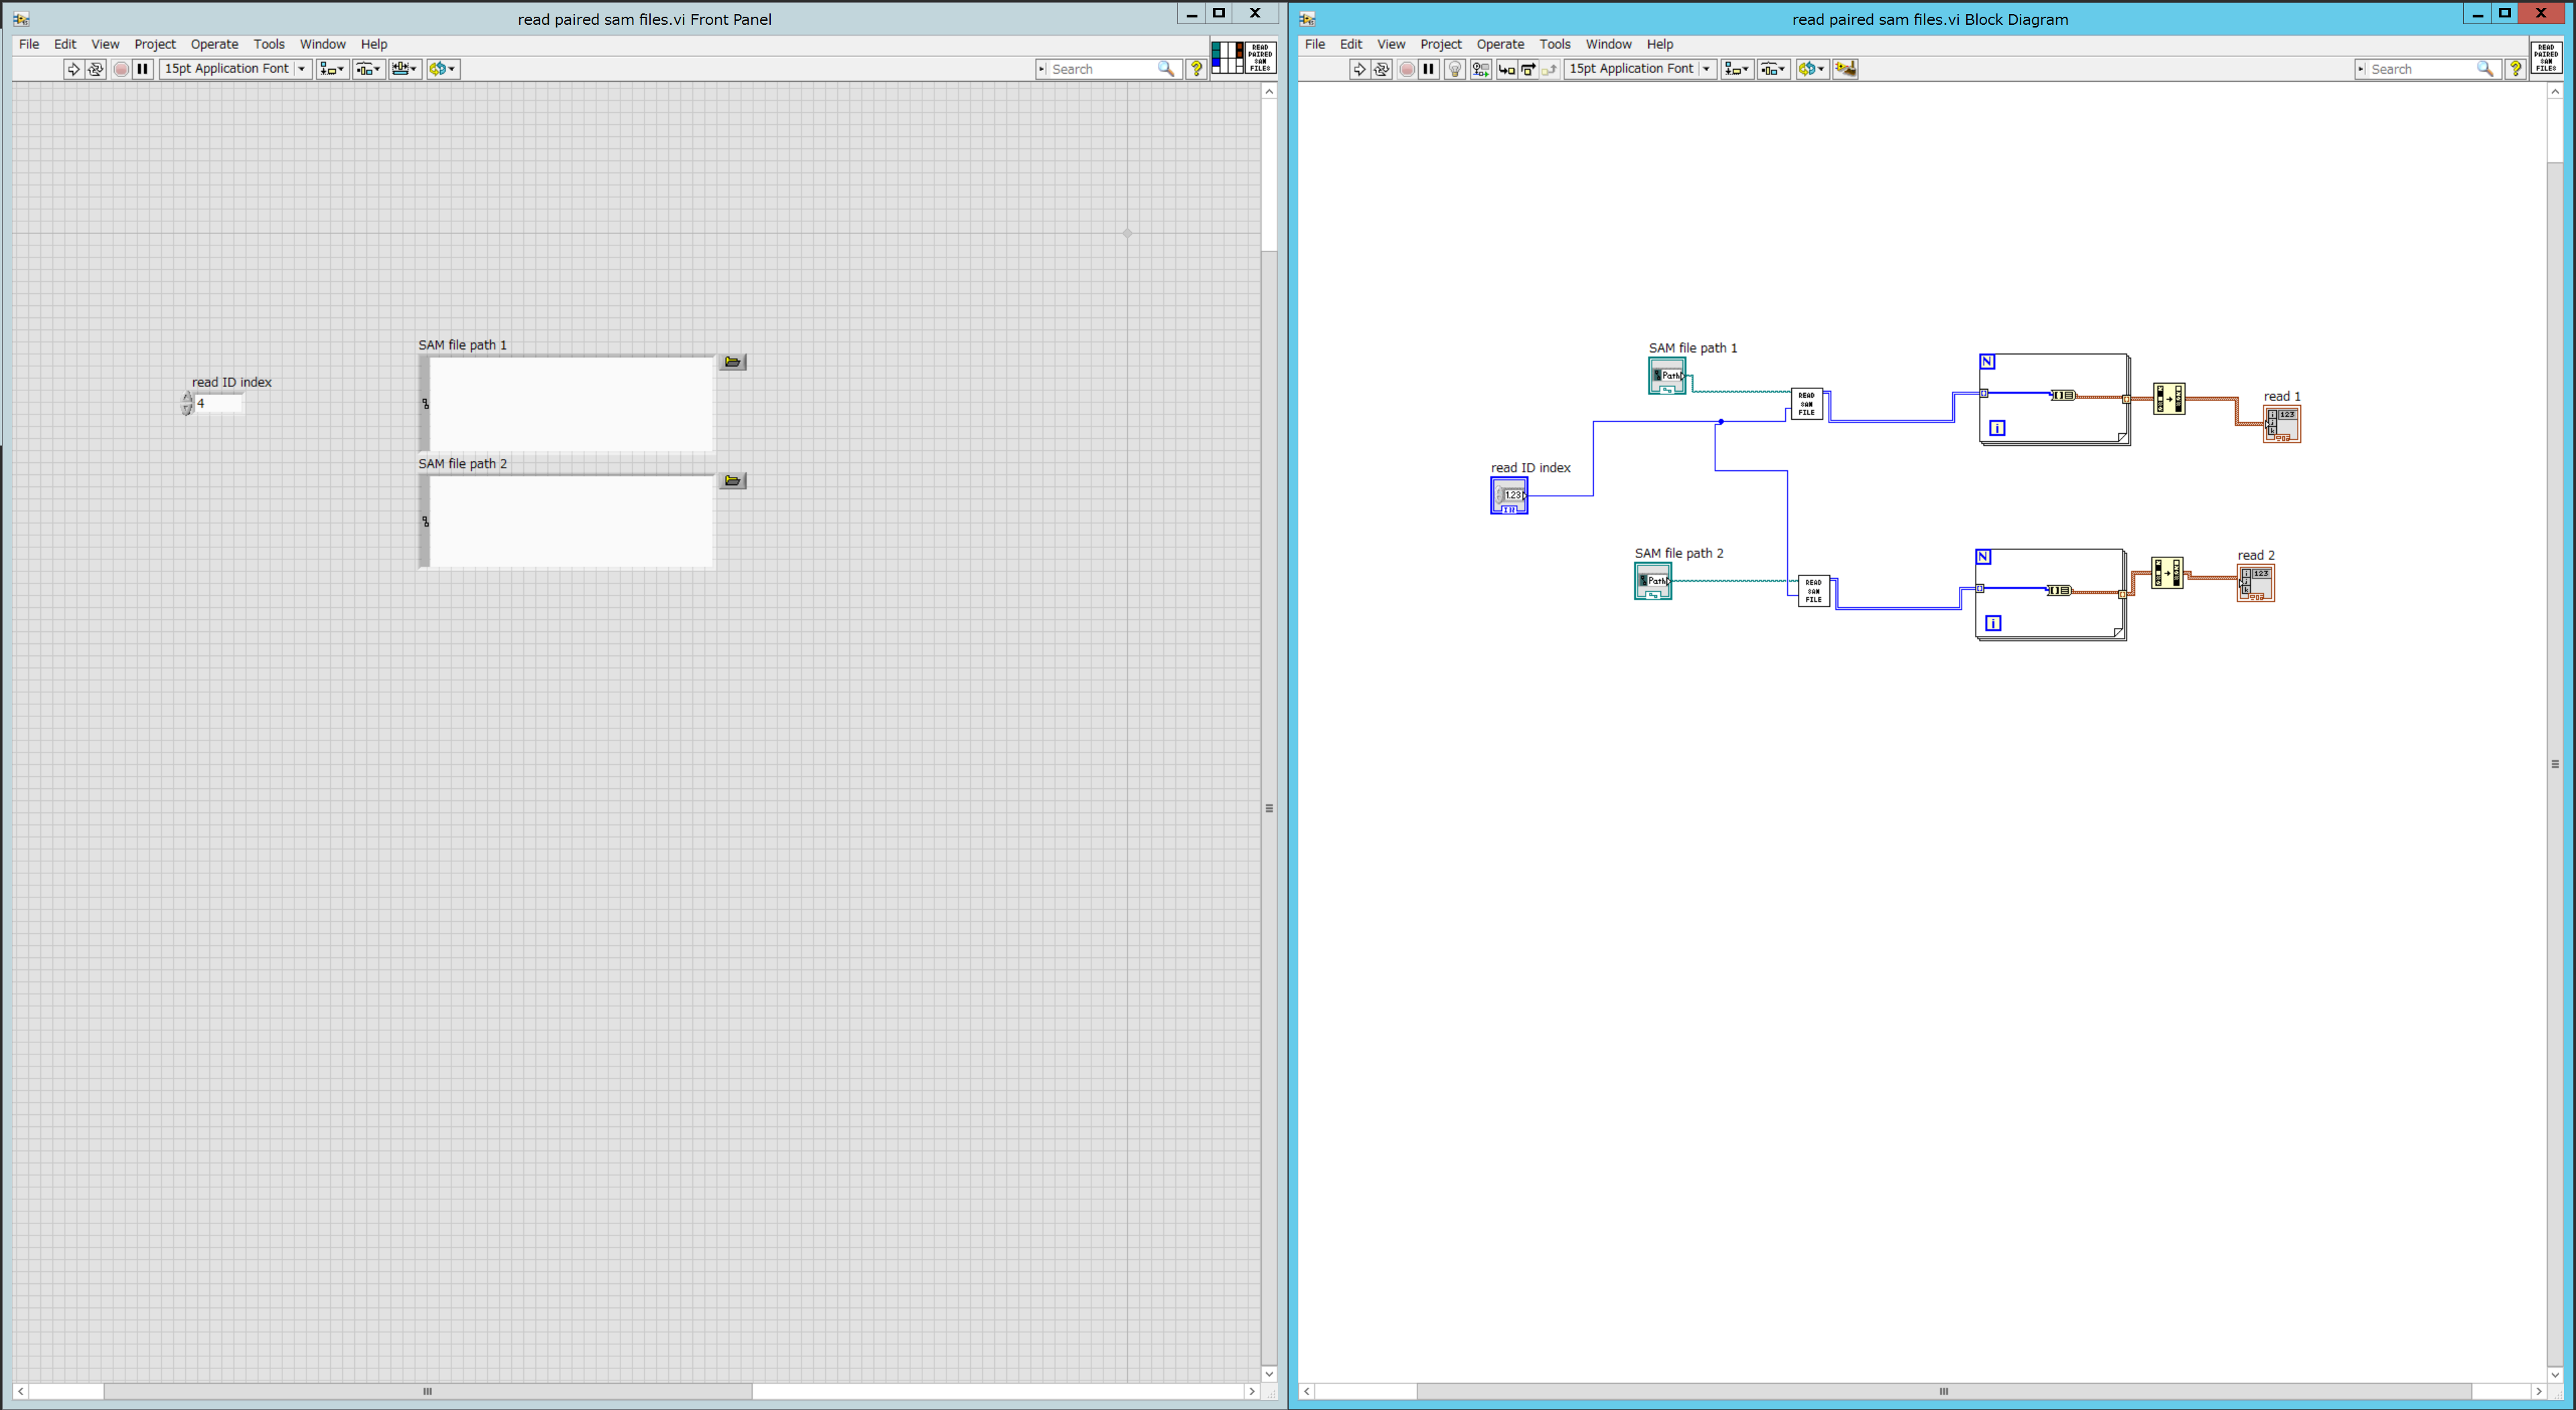 read paired sam files.vi Front Panel
File Edit View Project Operate Tools Window Help
15pt Application Font
Search
?
READ
PAIRED
SAM
FILES
SAM file path 1
read ID index
4
SAM file path 2
read paired sam files.vi Block Diagram
File Edit View Project Operate Tools Window Help
15pt Application Font
Search
?
READ
PAIRED
SAM
FILES
SAM file path 1
Path
READ
SAM
FILE
N
i
read 1
123
read ID index
123
SAM file path 2
Path
READ
SAM
FILE
N
i
read 2
123